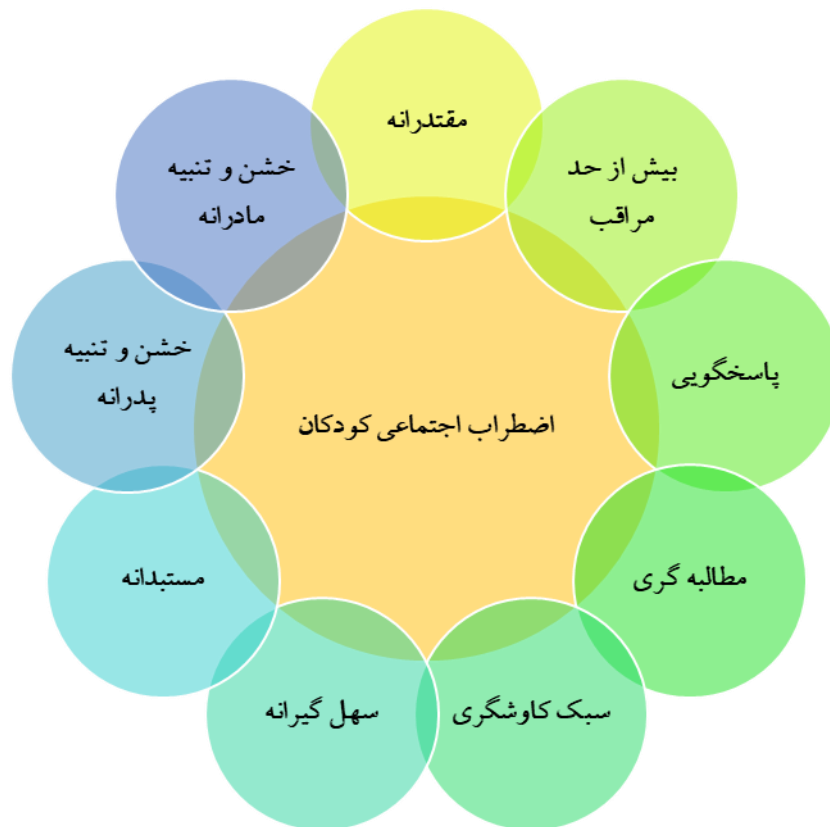 مقتدرانه
بیش از حد
مراقب
پاسخگویی
مطالبه گری
سبک کاوشگری
سهل گیرانه
مستبدانه
خشن و تنبیه
پدرانه
خشن و تنبیه
مادرانه
اضطراب اجتماعی کودکان